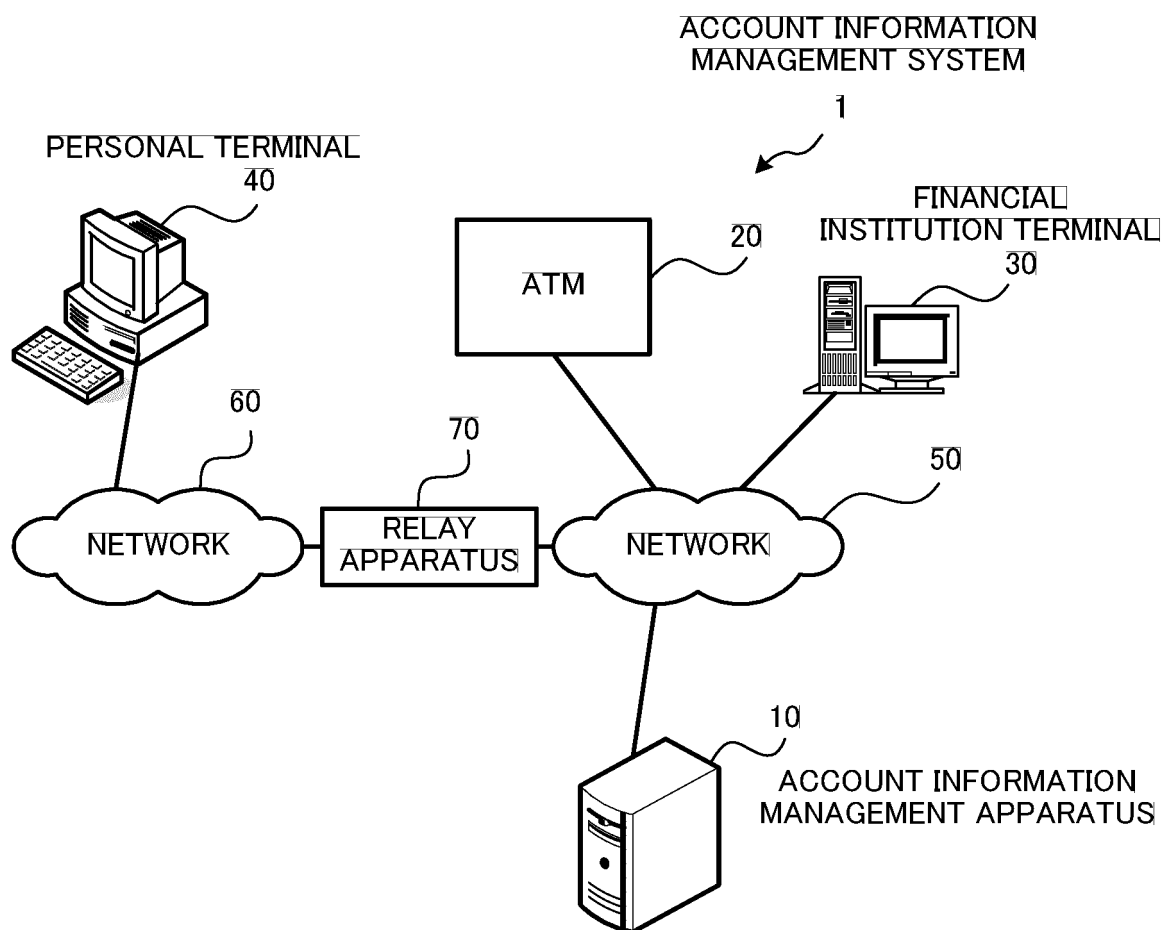 ACCOUNT INFORMATION
MANAGEMENT SYSTEM
1
PERSONAL TERMINAL
40
FINANCIAL
INSTITUTION TERMINAL
30
20
ATM
60
70
50
NETWORK
RELAY
APPARATUS
NETWORK
10
ACCOUNT INFORMATION
MANAGEMENT APPARATUS